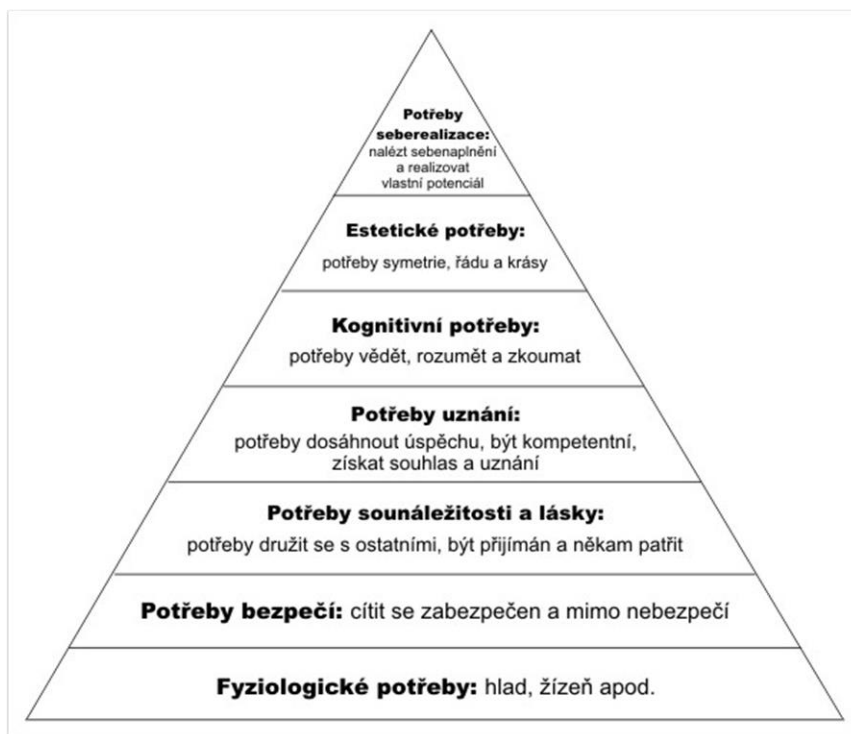 Potřeby
seberealizace:
nalézt sebenaplnění
a realizovat
vlastní potenciál
Estetické potřeby:
potřeby symetrie, řádu a krásy
Kognitivní potřeby:
potřeby vědět, rozumět a zkoumat
Potřeby uznání:
potřeby dosáhnout úspěchu, být kompetentní,
získat souhlas a uznání
Potřeby sounáležitosti a lásky:
potřeby družit se s ostatními, být přijímán a někam patřit
Potřeby bezpečí: cítit se zabezpečen a mimo nebezpečí
Fyziologické potřeby: hlad, žízeň apod.